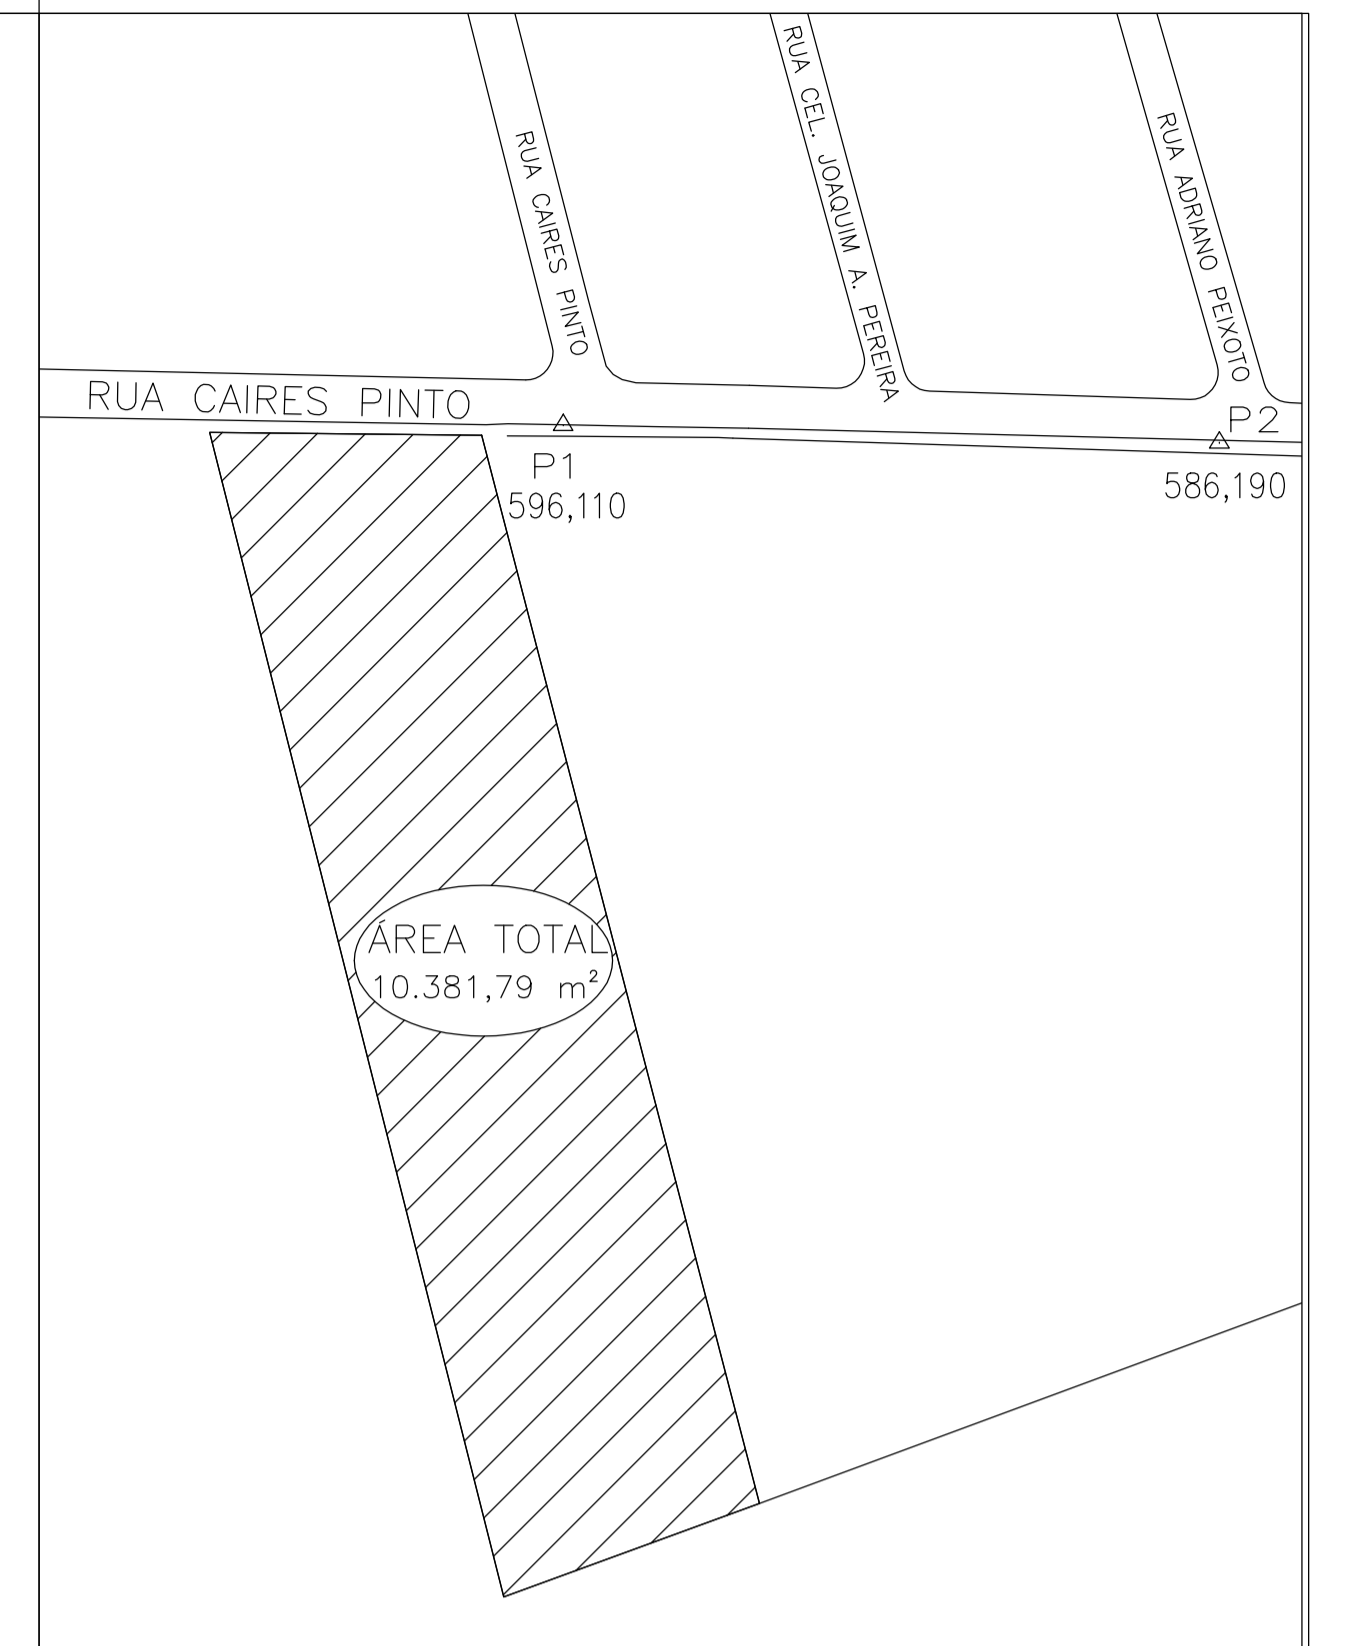 RUA CAIRES PINTO
RUA CEL. JOAQUIM A. PEREIRA
RUA ADRIANO PEIXOTO
RUA CAIRES PINTO
P2
586,190
P1
596,110
ÁREA TOTAL
10.381,79 m²